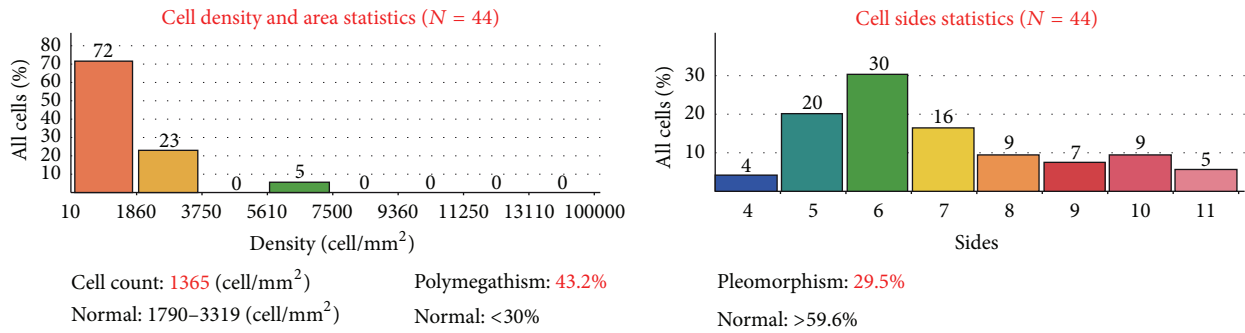 Cell density and area statistics (N = 44)
All cells (%)
80
70
60
50
40
30
20
10
72
23
0
5
0
0
0
0
10 1860 3750 5610 7500 9360 11250 13110 100000
Density (cell/mm²)
Cell count: 1365 (cell/mm²)
Normal: 1790–3319 (cell/mm²)
Polymegathism: 43.2%
Normal: <30%
Cell sides statistics (N = 44)
All cells (%)
30
20
10
4
20
30
16
9
7
9
5
4 5 6 7 8 9 10 11
Sides
Pleomorphism: 29.5%
Normal: >59.6%